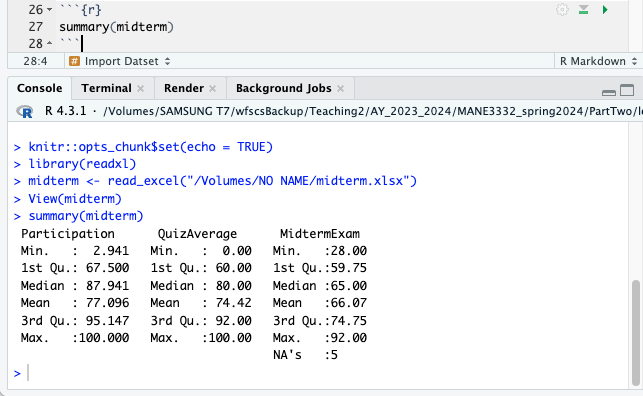 26 ```{r}
27 summary(midterm)
28 ```
28:4 # Import Datset R Markdown
Console Terminal Render Background Jobs
R R 4.3.1 · /Volumes/SAMSUNG T7/wfscsBackup/Teaching2/AY_2023_2024/MANE3332_spring2024/PartTwo/le
> knitr::opts_chunk$set(echo = TRUE)
> library(readxl)
> midterm <- read_excel("/Volumes/NO NAME/midterm.xlsx")
> View(midterm)
> summary(midterm)
 Participation      QuizAverage      MidtermExam
 Min.   :  2.941   Min.   :  0.00   Min.   :28.00
 1st Qu.: 67.500   1st Qu.: 60.00   1st Qu.:59.75
 Median : 87.941   Median : 80.00   Median :65.00
 Mean   : 77.096   Mean   : 74.42   Mean   :66.07
 3rd Qu.: 95.147   3rd Qu.: 92.00   3rd Qu.:74.75
 Max.   :100.000   Max.   :100.00   Max.   :92.00
                                    NA's   :5
>